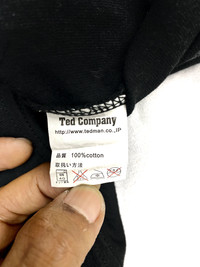 Ted Company
http://www.tedman.co.,JP
品質 100%cotton
取扱い方法